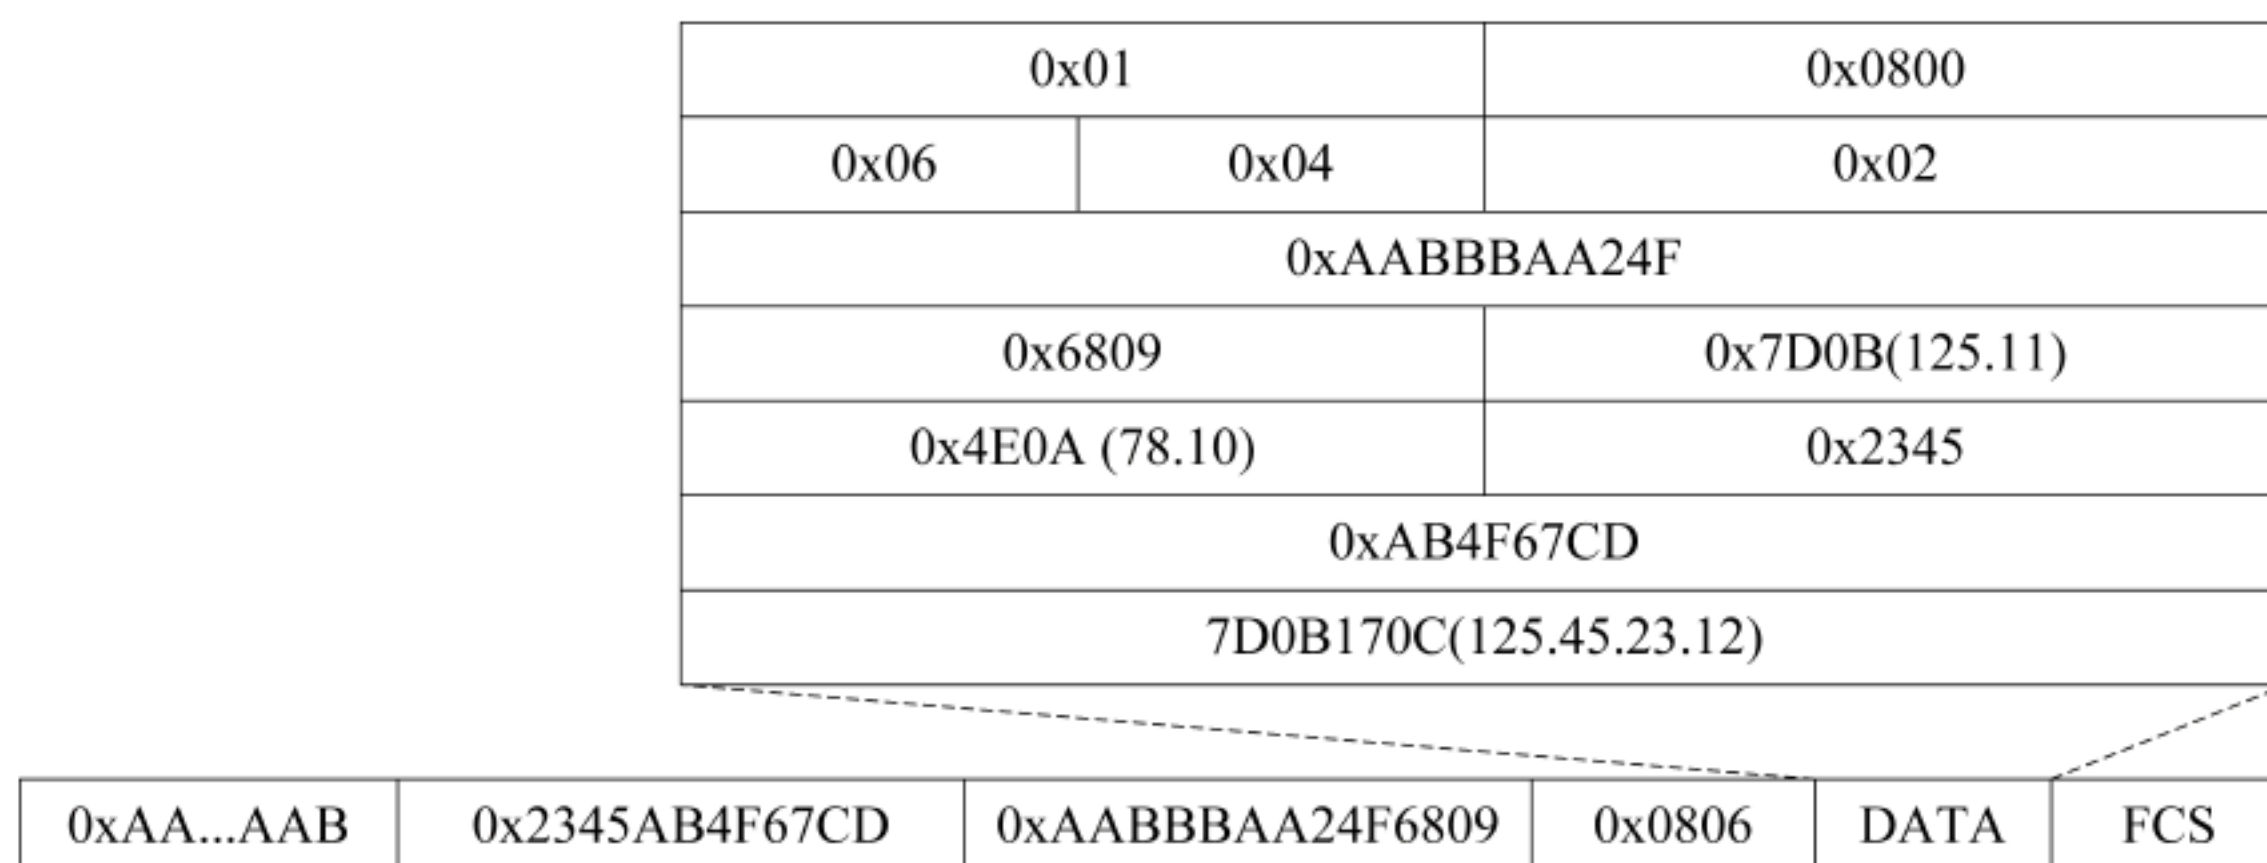 0x01 0x0800
0x06 0x04 0x02
0xAABBBAA24F
0x6809 0x7D0B(125.11)
0x4E0A (78.10) 0x2345
0xAB4F67CD
7D0B170C(125.45.23.12)
0xAA...AAB 0x2345AB4F67CD 0xAABBBAA24F6809 0x0806 DATA FCS